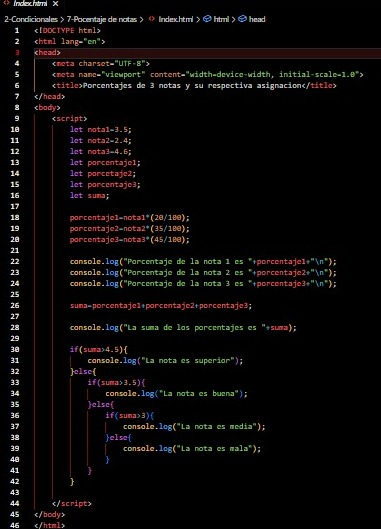 Index.html ×
2-Condicionales > 7-Pocentaje de notas > Index.html > html > head
1 <!DOCTYPE html>
2 <html lang="en">
3 <head>
4 <meta charset="UTF-8">
5 <meta name="viewport" content="width=device-width, initial-scale=1.0">
6 <title>Porcentajes de 3 notas y su respectiva asignacion</title>
7 </head>
8 <body>
9 <script>
10 let nota1=3.5;
11 let nota2=2.4;
12 let nota3=4.6;
13 let porcentaje1;
14 let porcetaje2;
15 let porcentaje3;
16 let suma;
17
18 porcentaje1=nota1*(20/100);
19 porcentaje2=nota2*(35/100);
20 porcentaje3=nota3*(45/100);
21
22 console.log("Porcentaje de la nota 1 es "+porcentaje1+"\n");
23 console.log("Porcentaje de la nota 2 es "+porcentaje2+"\n");
24 console.log("Porcentaje de la nota 3 es "+porcentaje3+"\n");
25
26 suma=porcentaje1+porcentaje2+porcentaje3;
27
28 console.log("La suma de los porcentajes es "+suma);
29
30 if(suma>4.5){
31 console.log("La nota es superior");
32 }else{
33 if(suma>3.5){
34 console.log("La nota es buena");
35 }else{
36 if(suma>3){
37 console.log("La nota es media");
38 }else{
39 console.log("La nota es mala");
40 }
41 }
42 }
43
44 </script>
45 </body>
46 </html>